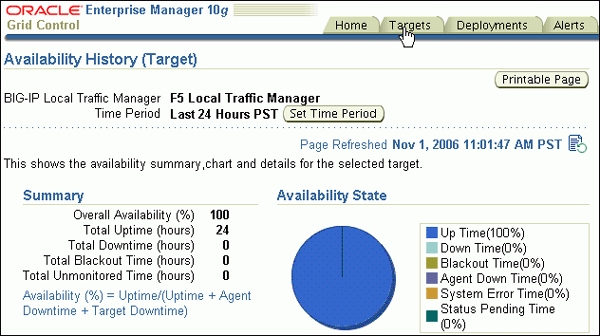 ORACLE Enterprise Manager 10g
Grid Control
Home Targets Deployments Alerts
Availability History (Target)
Printable Page
BIG-IP Local Traffic Manager F5 Local Traffic Manager
Time Period Last 24 Hours PST Set Time Period
Page Refreshed Nov 1, 2006 11:01:47 AM PST
This shows the availability summary,chart and details for the selected target.
Summary
Overall Availability (%) 100
Total Uptime (hours) 24
Total Downtime (hours) 0
Total Blackout Time (hours) 0
Total Unmonitored Time (hours) 0
Availability (%) = Uptime/(Uptime + Agent
Downtime + Target Downtime)
Availability State
Up Time(100%)
Down Time(0%)
Blackout Time(0%)
Agent Down Time(0%)
System Error Time(0%)
Status Pending Time
(0%)